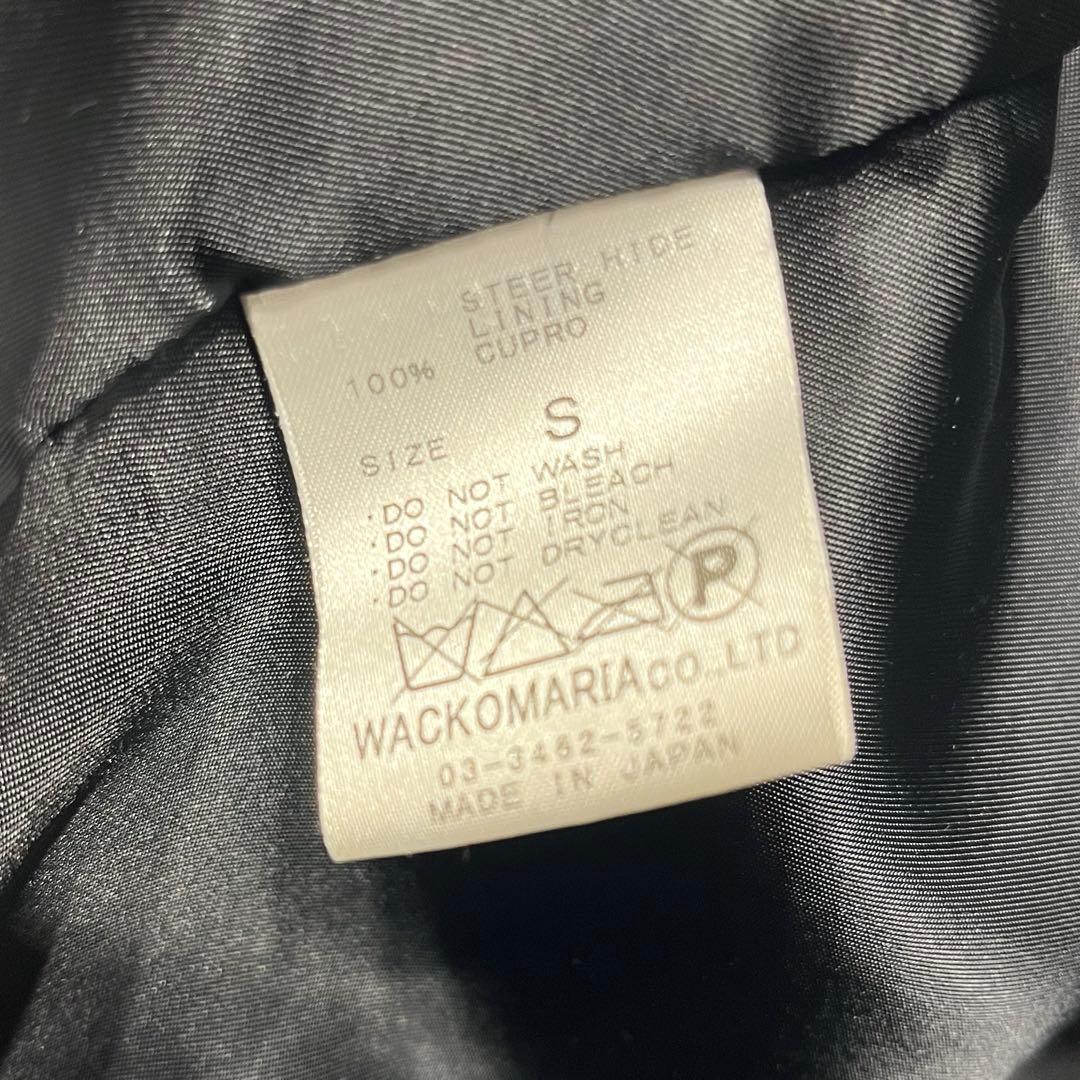 STEER HIDE
LINING
100% CUPRO
SIZE S
·DO NOT WASH
·DO NOT BLEACH
·DO NOT IRON
·DO NOT DRYCLEAN
P
WACKOMARIA CO.,LTD
03-3462-5722
MADE IN JAPAN